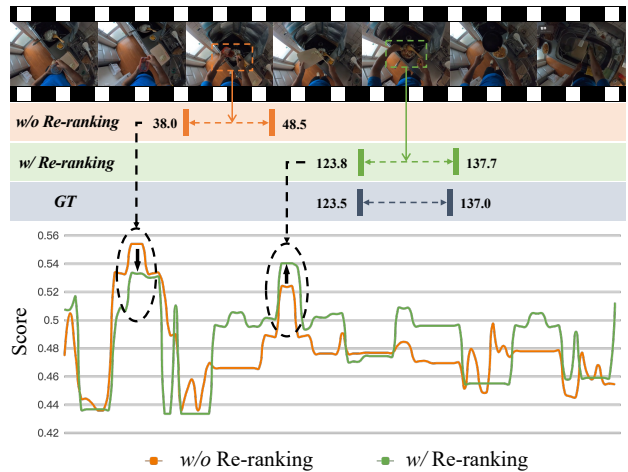 w/o Re-ranking 38.0 48.5
w/ Re-ranking 123.8 137.7
GT 123.5 137.0
0.56
0.54
0.52
0.5
0.48
0.46
0.44
0.42
Score
w/o Re-ranking w/ Re-ranking